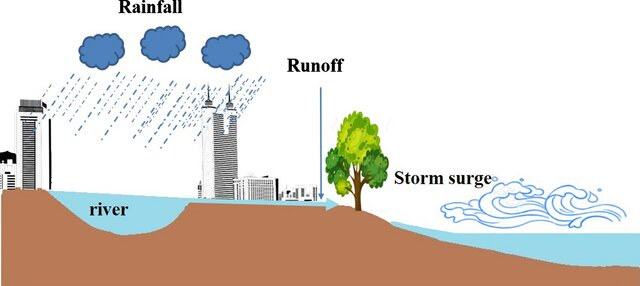 Rainfall
Runoff
Storm surge
river